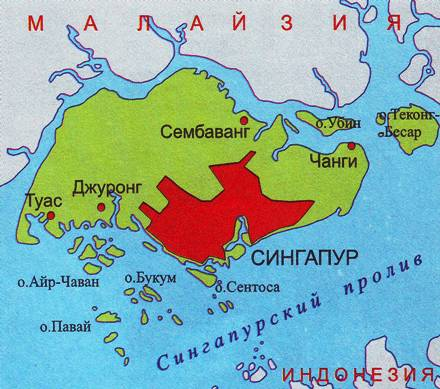 МАЛАЙЗИЯ
Сембаванг
о.Убин
о.Теконг-
Бесар
Чанги
Джуронг
Туас
СИНГАПУР
о.Айр-Чаван
о.Букум
о.Сентоса
о.Павай
Сингапурский пролив
ИНДОНЕЗИЯ